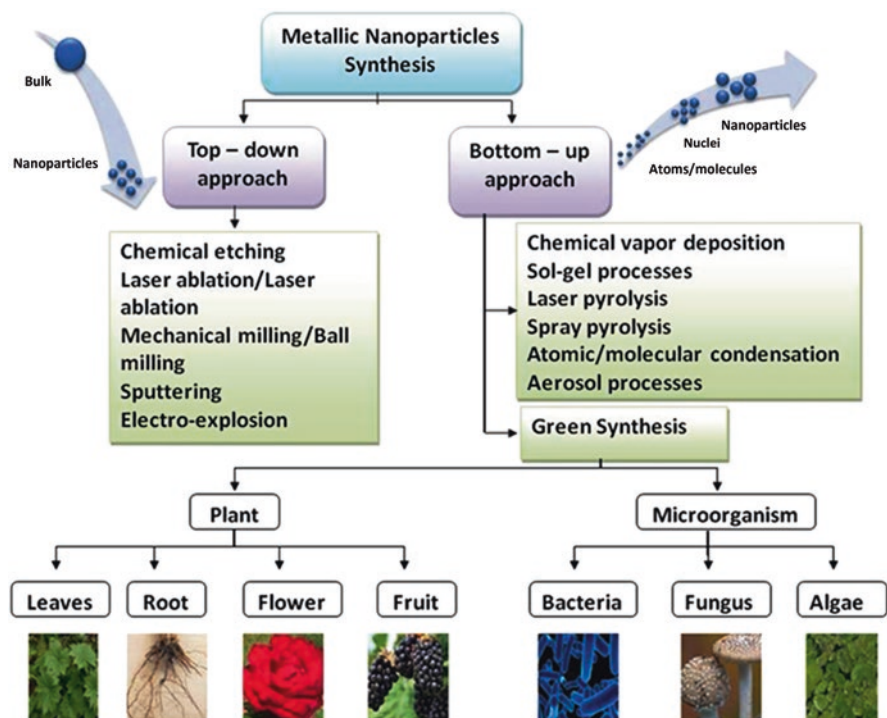 Metallic Nanoparticles
Synthesis
Bulk
Nanoparticles
Top – down
approach
Bottom – up
approach
Nanoparticles
Nuclei
Atoms/molecules
Chemical etching
Laser ablation/Laser
ablation
Mechanical milling/Ball
milling
Sputtering
Electro-explosion
Chemical vapor deposition
Sol-gel processes
Laser pyrolysis
Spray pyrolysis
Atomic/molecular condensation
Aerosol processes
Green Synthesis
Plant
Microorganism
Leaves
Root
Flower
Fruit
Bacteria
Fungus
Algae